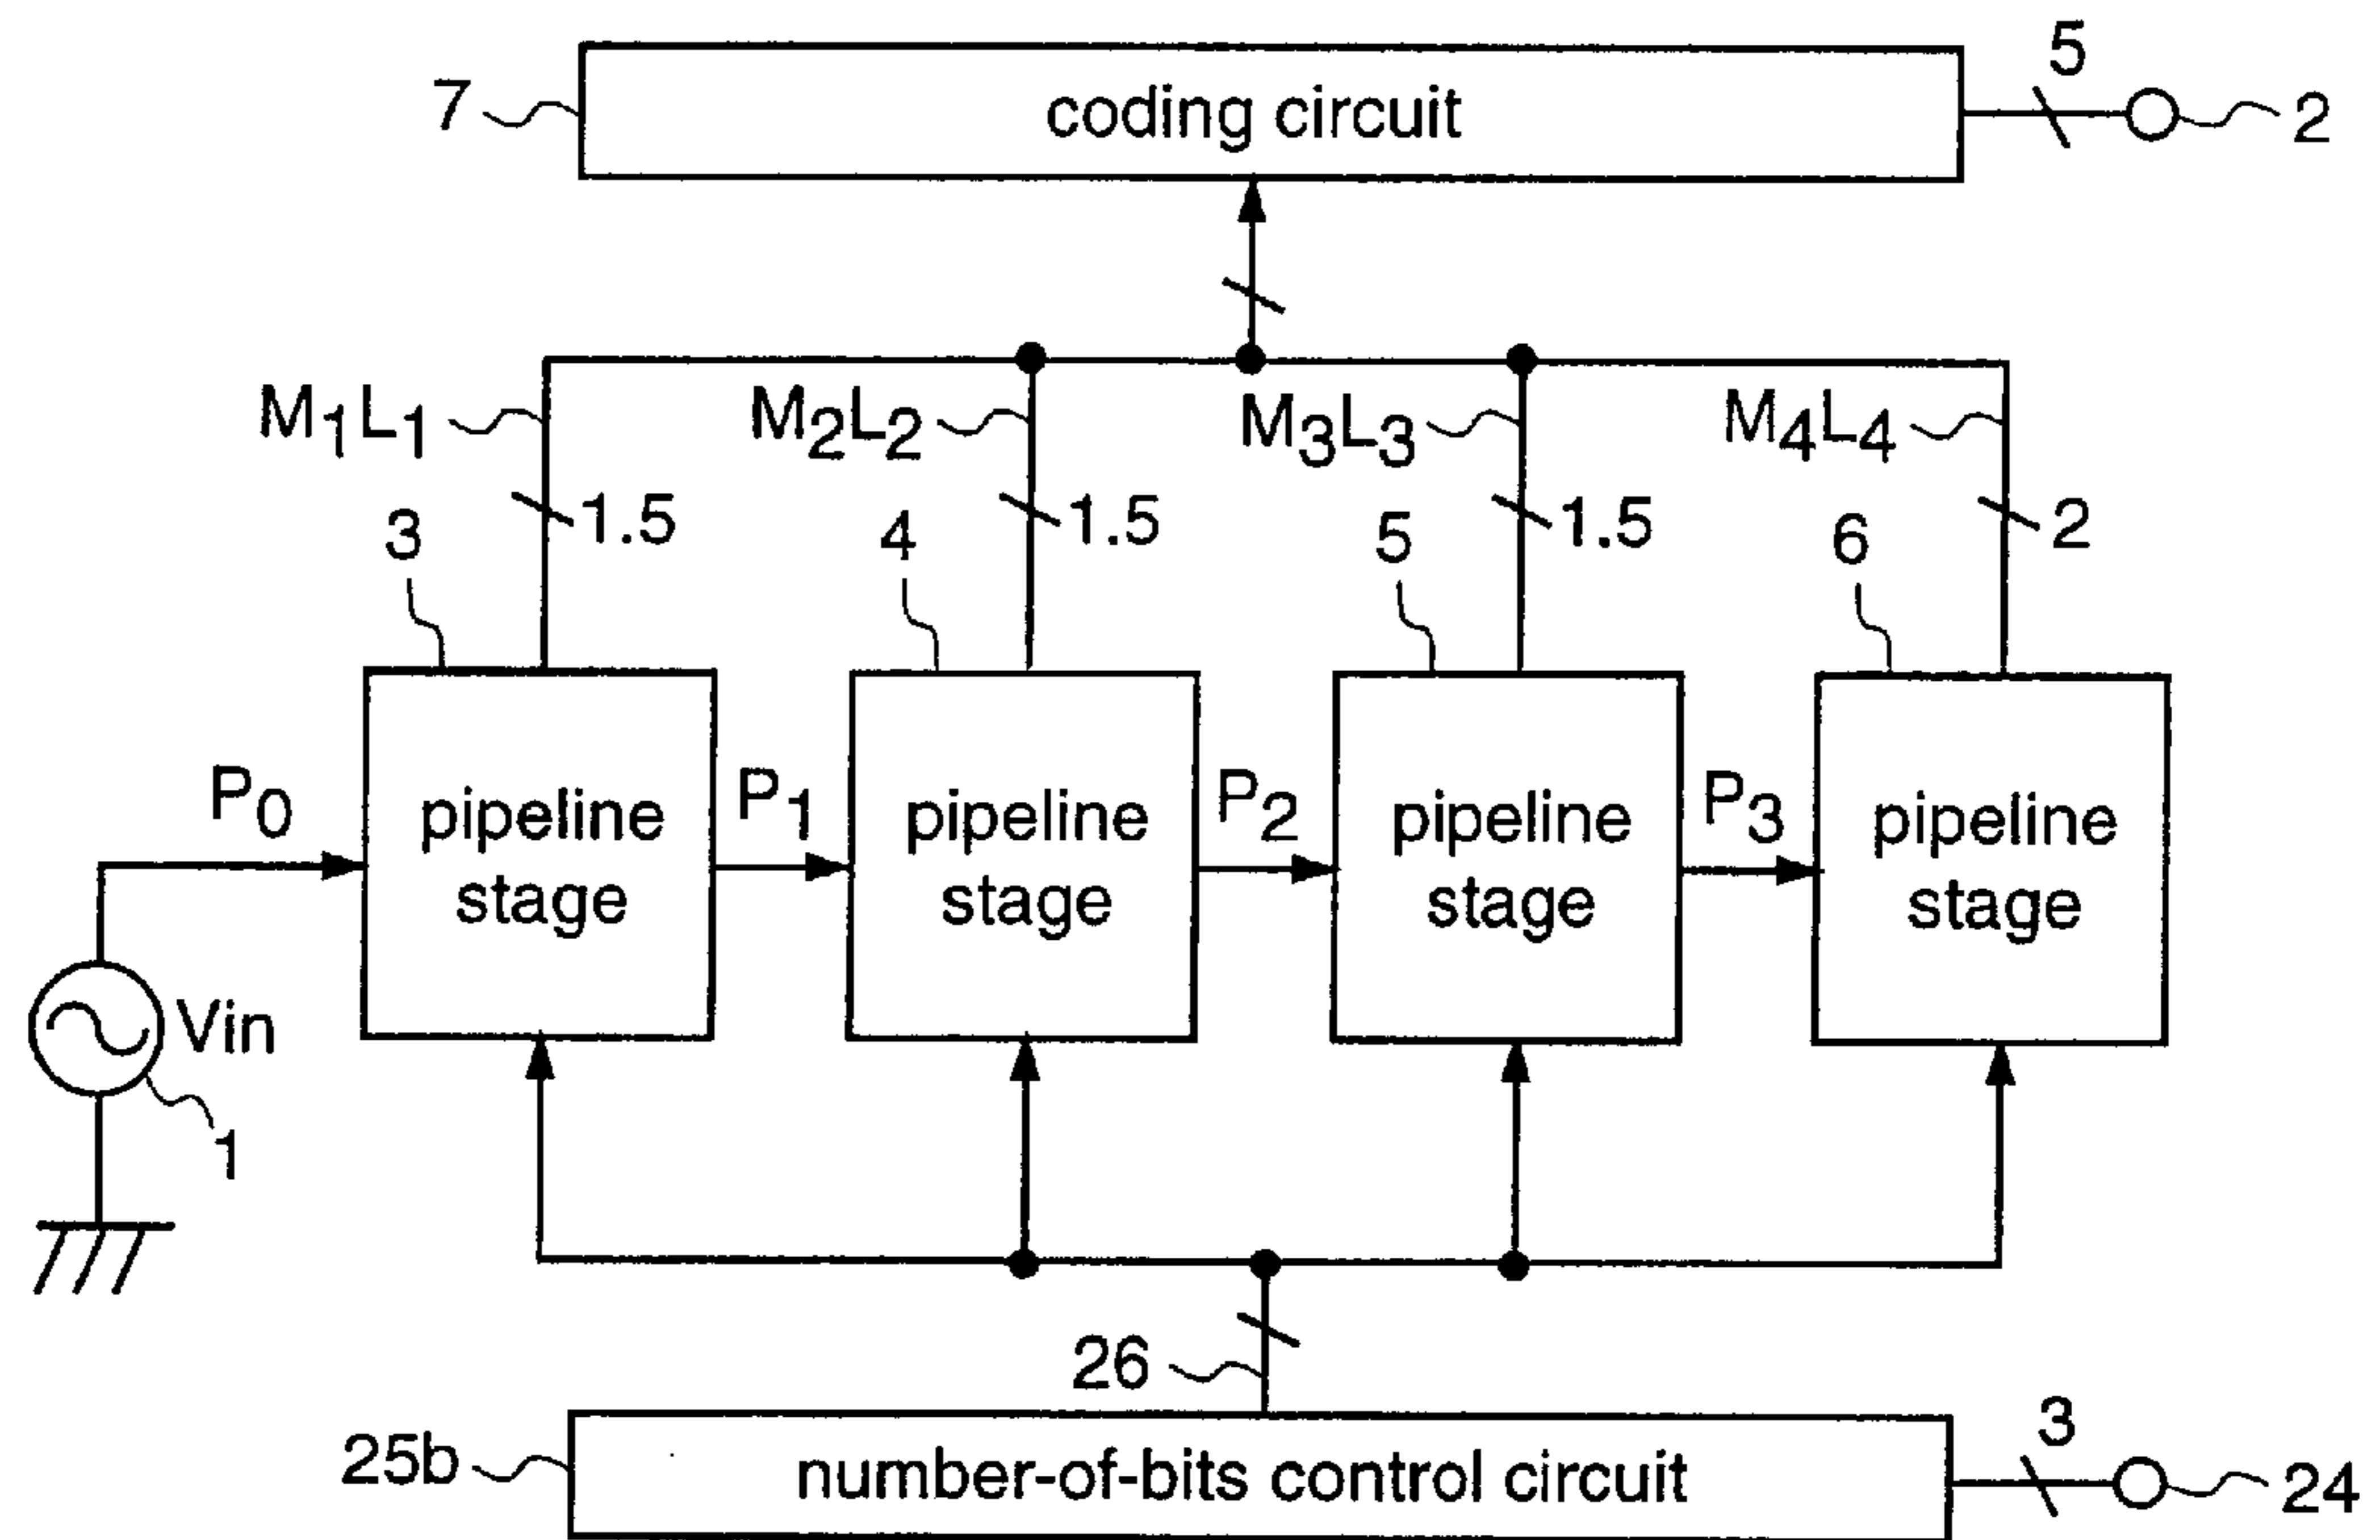 5
7
coding circuit
2
M1L1
M2L2
M3L3
M4L4
1.5
1.5
1.5
2
3
4
5
6
P0
pipeline
stage
P1
pipeline
stage
P2
pipeline
stage
P3
pipeline
stage
Vin
1
26
25b
number-of-bits control circuit
3
24